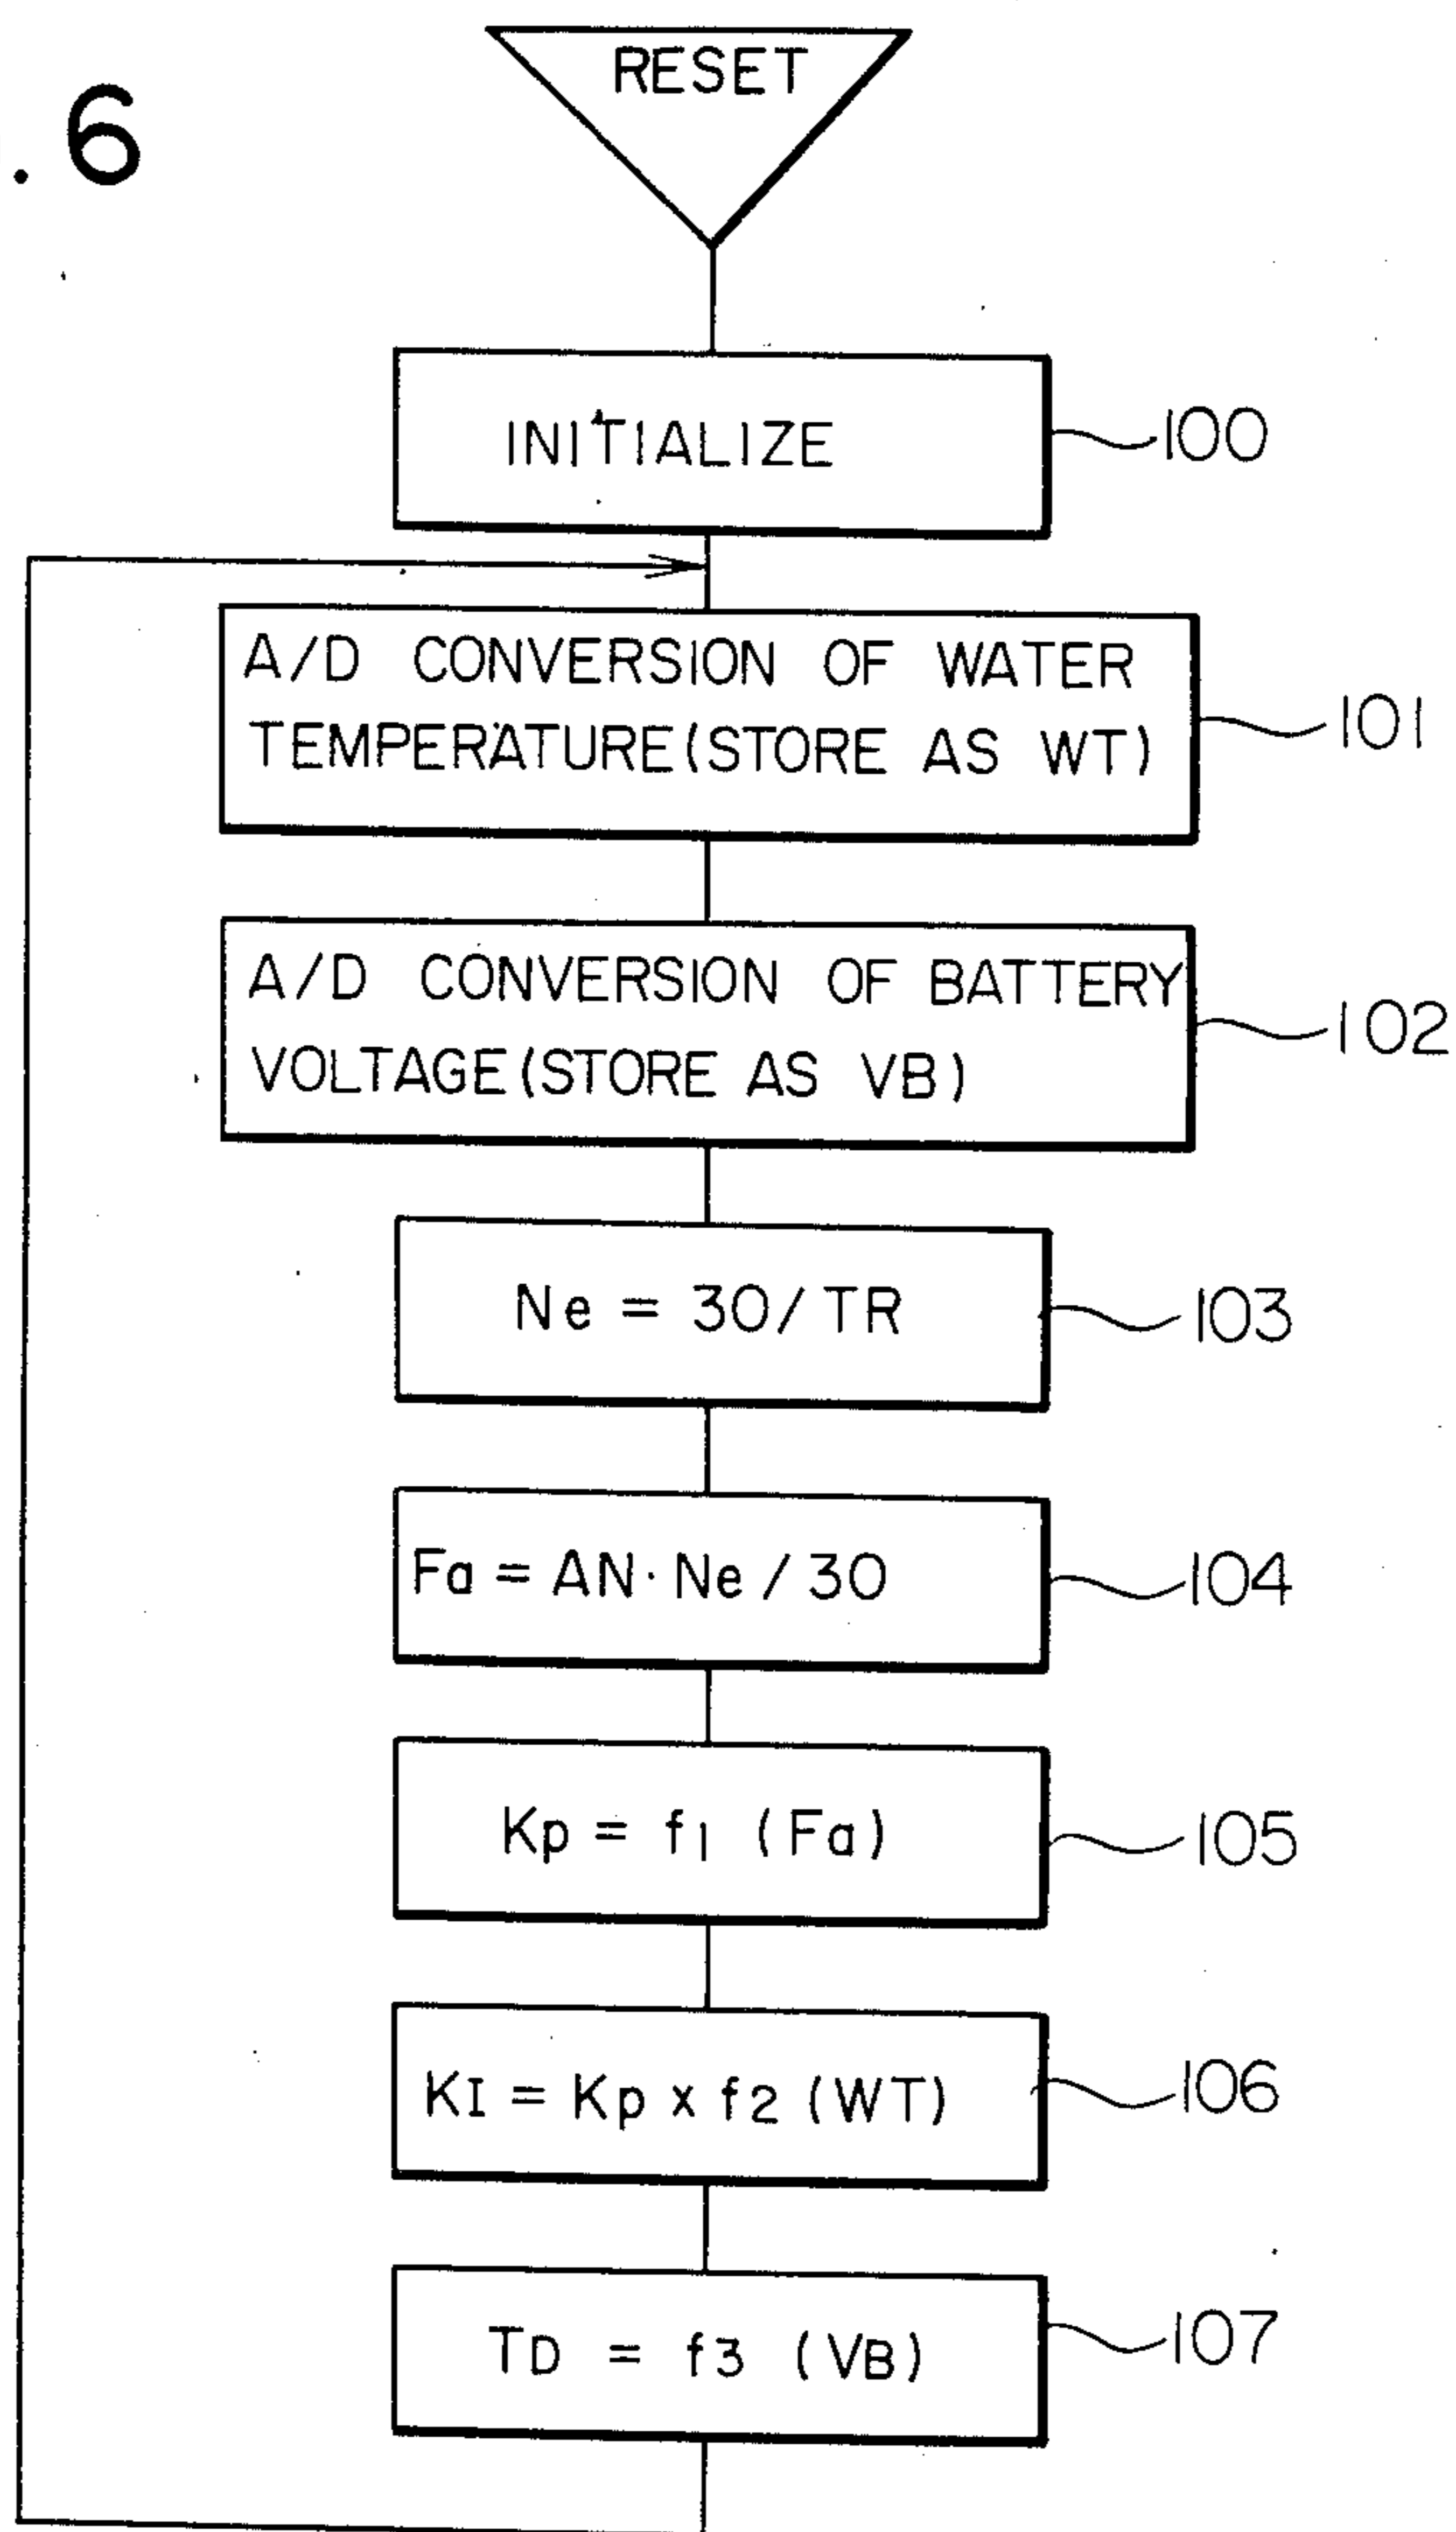 . 6
RESET
INITIALIZE
100
A/D CONVERSION OF WATER
TEMPERATURE(STORE AS WT)
101
A/D CONVERSION OF BATTERY
VOLTAGE(STORE AS VB)
102
Ne = 30/TR
103
Fa = AN·Ne/30
104
Kp = f1 (Fa)
105
KI = Kp x f2 (WT)
106
TD = f3 (VB)
107